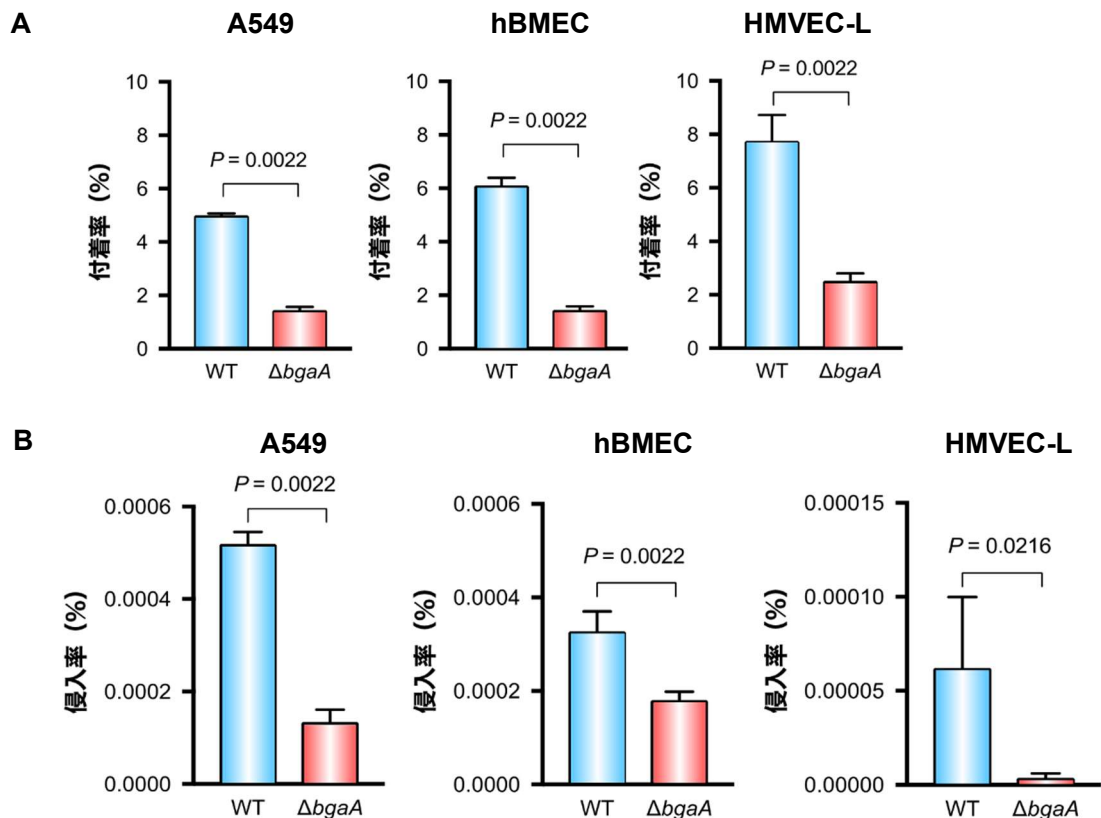 A
A549
hBMEC
HMVEC-L
付着率 (%)
10
8
6
4
2
0
P = 0.0022
WT
ΔbgaA
付着率 (%)
10
8
6
4
2
0
P = 0.0022
WT
ΔbgaA
付着率 (%)
10
8
6
4
2
0
P = 0.0022
WT
ΔbgaA
B
A549
hBMEC
HMVEC-L
侵入率 (%)
0.0006
0.0004
0.0002
0.0000
P = 0.0022
WT
ΔbgaA
侵入率 (%)
0.0006
0.0004
0.0002
0.0000
P = 0.0022
WT
ΔbgaA
侵入率 (%)
0.00015
0.00010
0.00005
0.00000
P = 0.0216
WT
ΔbgaA